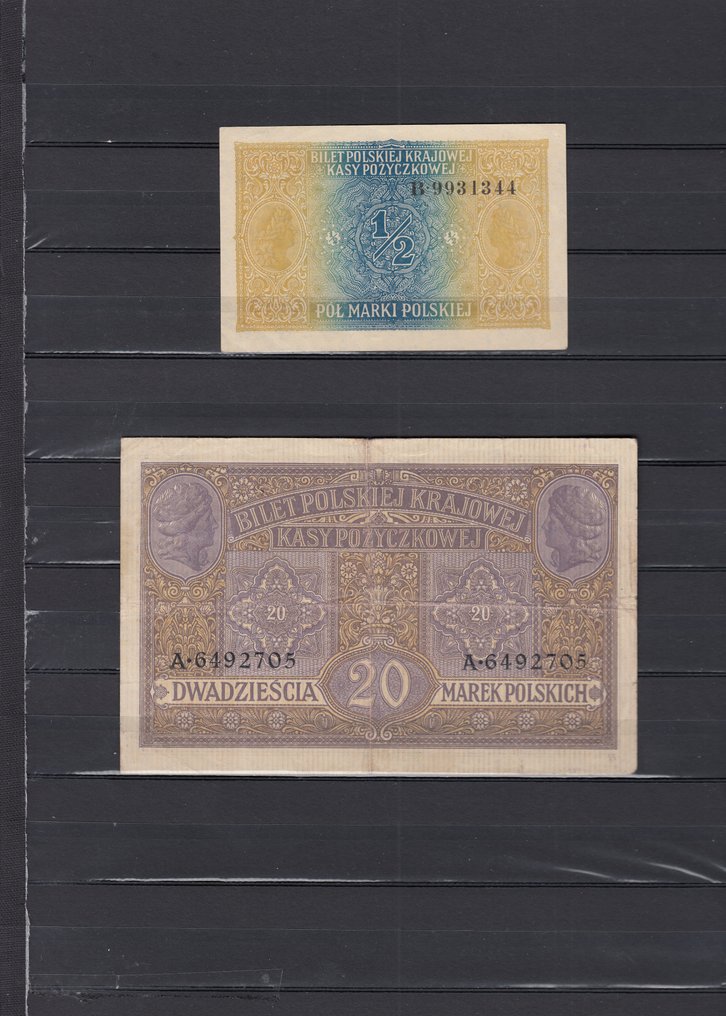 BILET POLSKIEJ KRAJOWEJ
KASY POŻYCZKOWEJ
B·9931344
1/2
PÓŁ MARKI POLSKIEJ
BILET POLSKIEJ KRAJOWEJ
KASY POŻYCZKOWEJ
20 20
A·6492705 A·6492705
DWADZIEŚCIA 20 MAREK POLSKICH